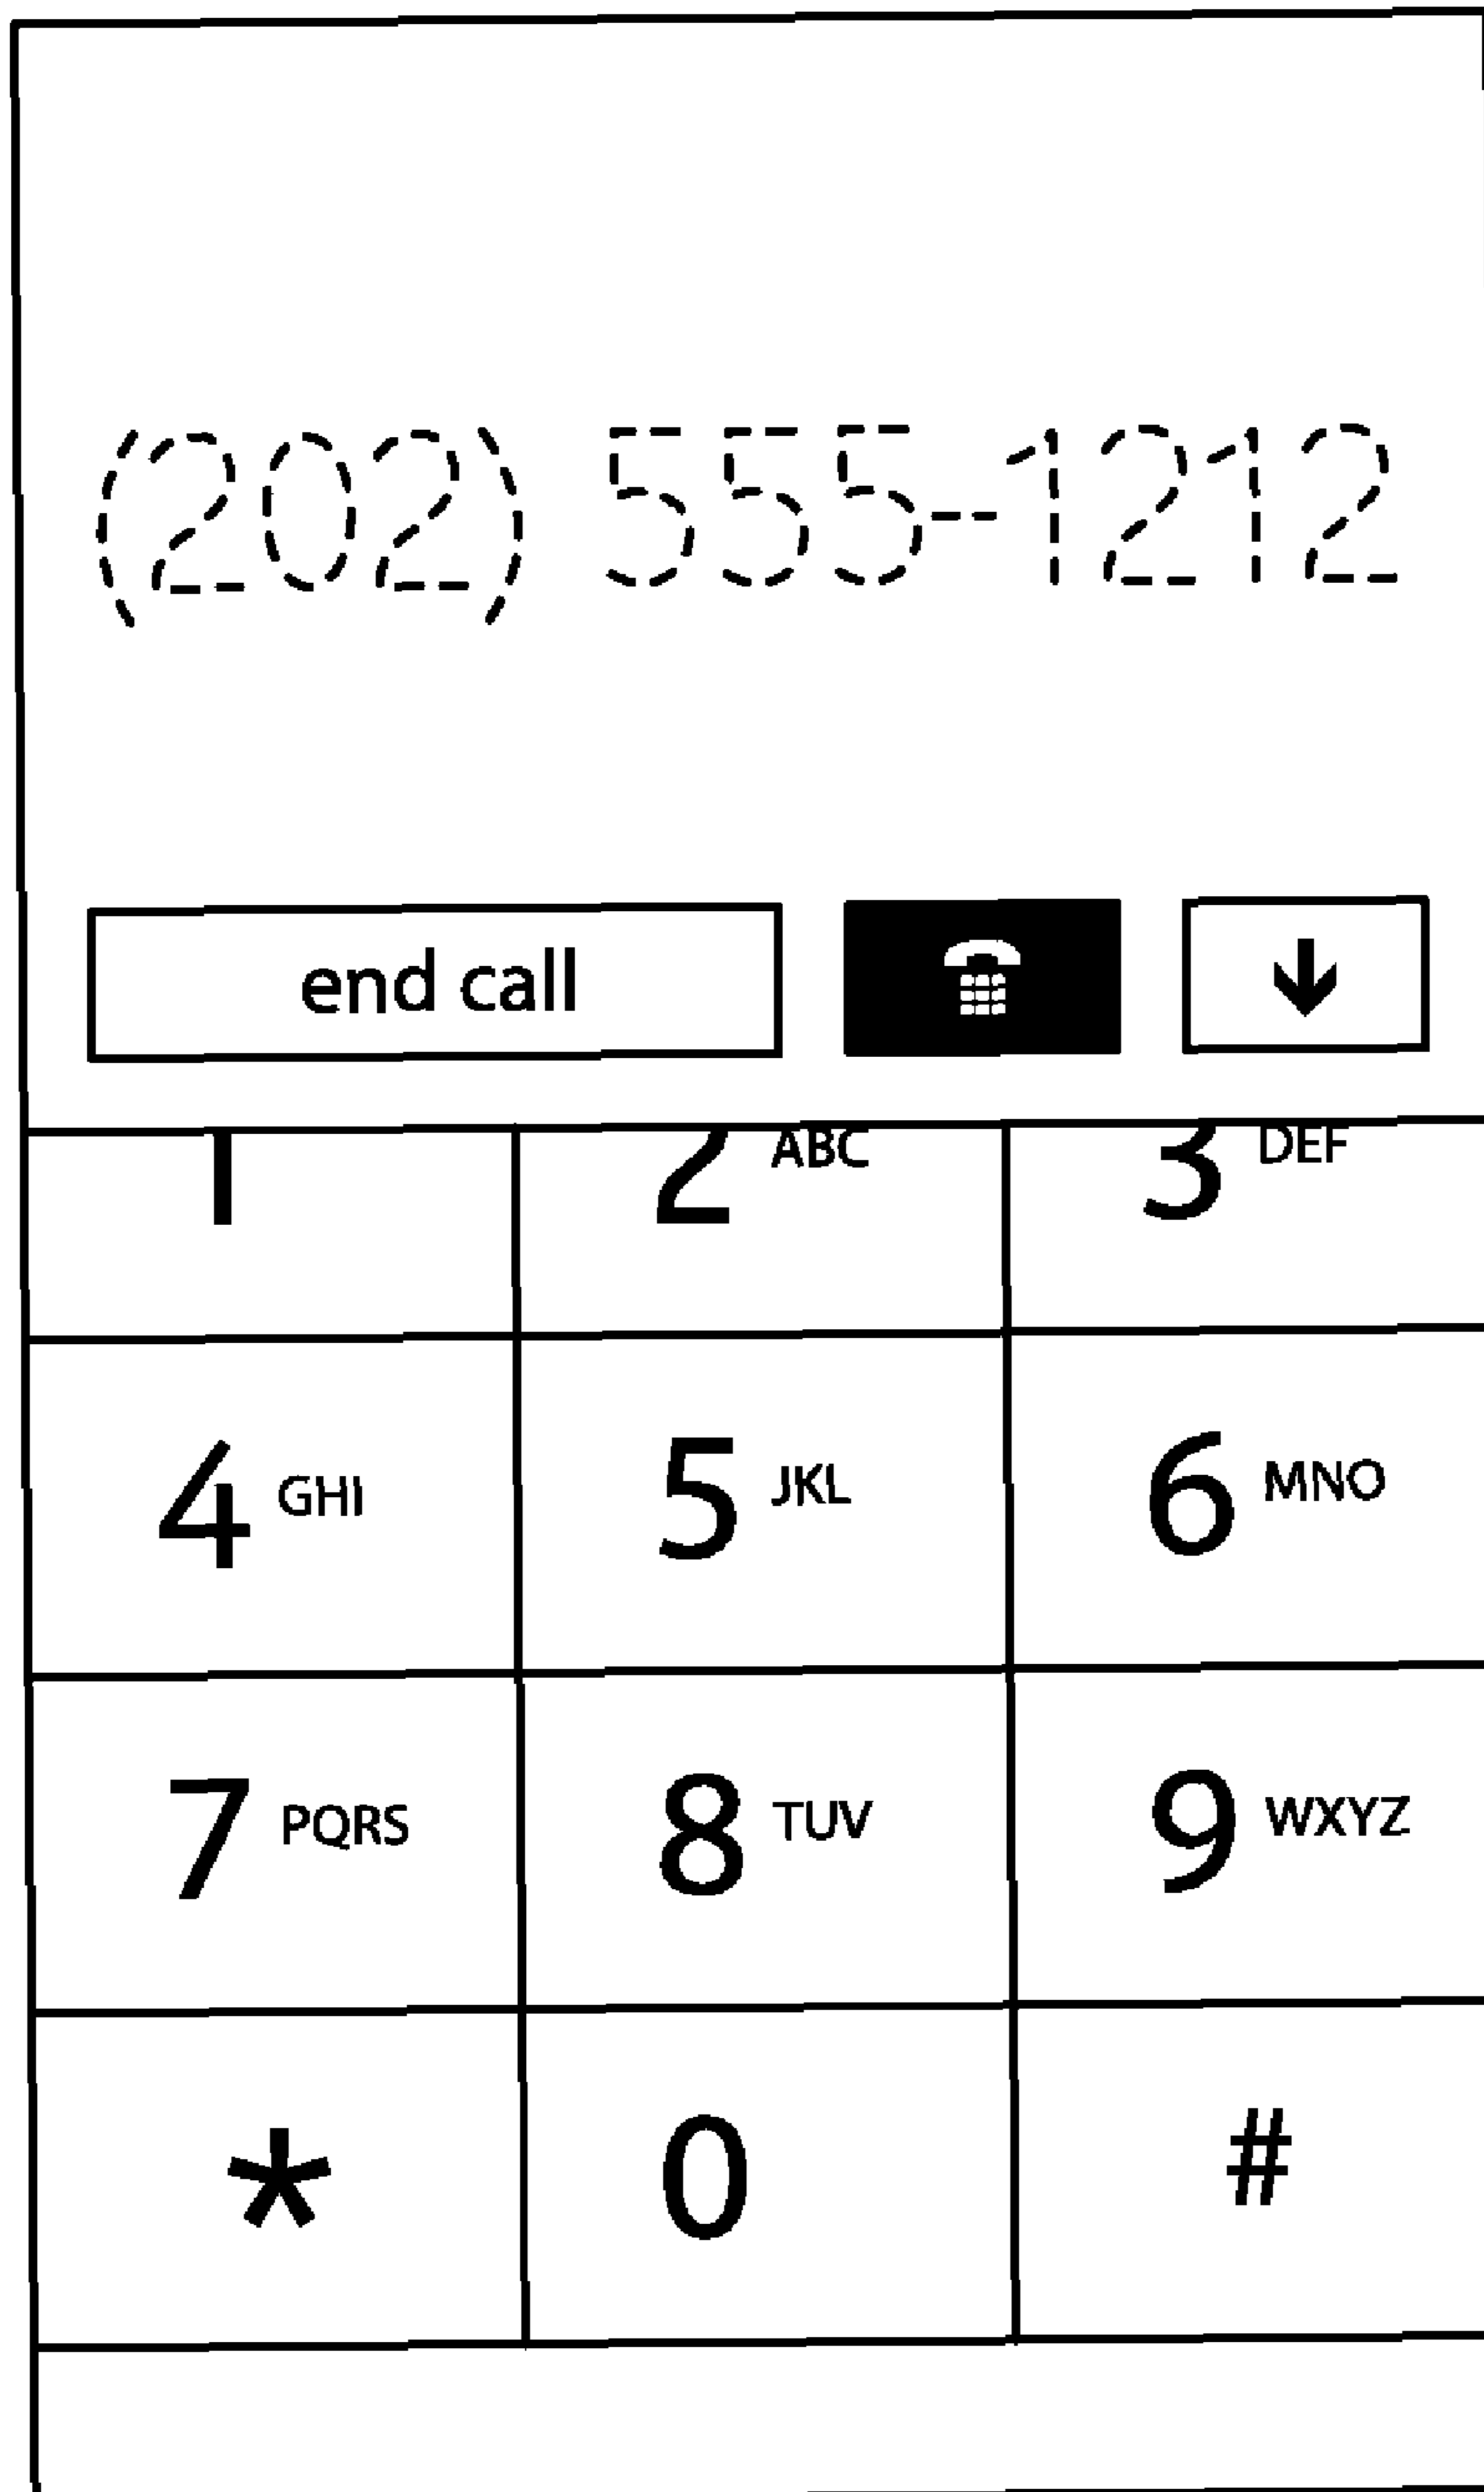 (202) 555-1212
end call
1 2 ABC 3 DEF
4 GHI 5 JKL 6 MNO
7 PQRS 8 TUV 9 WXYZ
* 0 #